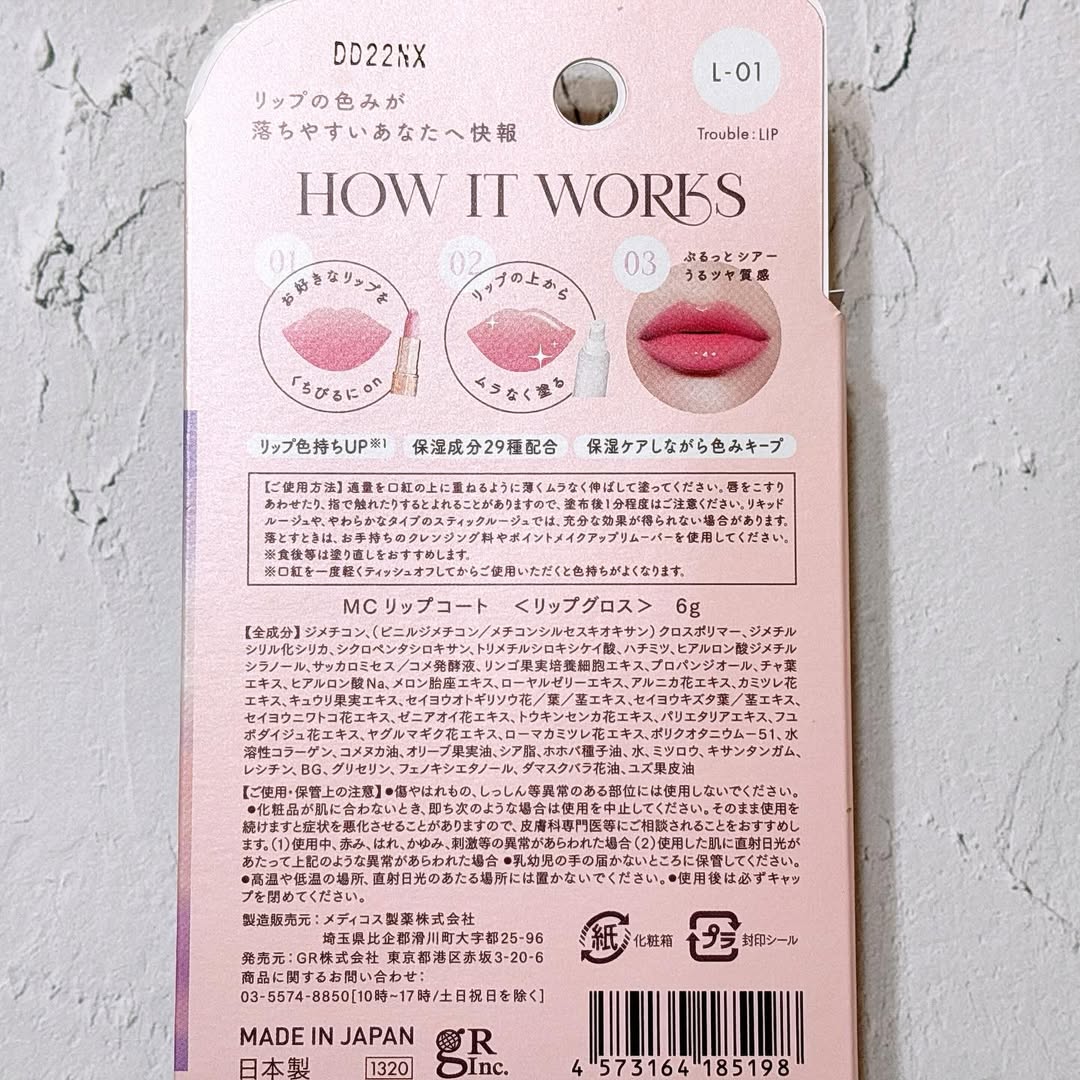 DD22NX
L-01
Trouble:LIP
リップの色みが
落ちやすいあなたへ快報
HOW IT WORKS
01
お好きなリップを
くちびるにon
02
リップの上から
ムラなく塗る
03
ぷるっとシアー
うるツヤ質感
リップ色持ちUP※1
保湿成分29種配合
保湿ケアしながら色みキープ
【ご使用方法】適量を口紅の上に重ねるように薄くムラなく伸ばして塗ってください。唇をこすり
あわせたり、指で触れたりするとよれることがありますので、塗布後1分程度はご注意ください。リキッド
ルージュや、やわらかなタイプのスティックルージュでは、充分な効果が得られない場合があります。
落とすときは、お手持ちのクレンジング料やポイントメイクアップリムーバーを使用してください。
※食後等は塗り直しをおすすめします。
※口紅を一度軽くティッシュオフしてからご使用いただくと色持ちがよくなります。
MCリップコート <リップグロス> 6g
【全成分】ジメチコン、(ビニルジメチコン/メチコンシルセスキオキサン)クロスポリマー、ジメチル
シリル化シリカ、シクロペンタシロキサン、トリメチルシロキシケイ酸、ハチミツ、ヒアルロン酸ジメチル
シラノール、サッカロミセス/コメ発酵液、リンゴ果実培養細胞エキス、プロパンジオール、チャ葉
エキス、ヒアルロン酸Na、メロン胎座エキス、ローヤルゼリーエキス、アルニカ花エキス、カミツレ花
エキス、キュウリ果実エキス、セイヨウオトギリソウ花/葉/茎エキス、セイヨウキズタ葉/茎エキス、
セイヨウニワトコ花エキス、ゼニアオイ花エキス、トウキンセンカ花エキス、パリエタリアエキス、フユ
ボダイジュ花エキス、ヤグルマギク花エキス、ローマカミツレ花エキス、ポリクオタニウム-51、水
溶性コラーゲン、コメヌカ油、オリーブ果実油、シア脂、ホホバ種子油、水、ミツロウ、キサンタンガム、
レシチン、BG、グリセリン、フェノキシエタノール、ダマスクバラ花油、ユズ果皮油
【ご使用・保管上の注意】●傷やはれもの、しっしん等異常のある部位には使用しないでください。
●化粧品が肌に合わないとき、即ち次のような場合は使用を中止してください。そのまま使用を
続けますと症状を悪化させることがありますので、皮膚科専門医等にご相談されることをおすすめし
ます。(1)使用中、赤み、はれ、かゆみ、刺激等の異常があらわれた場合(2)使用した肌に直射日光が
あたって上記のような異常があらわれた場合 ●乳幼児の手の届かないところに保管してください。
●高温や低温の場所、直射日光のあたる場所には置かないでください。●使用後は必ずキャッ
プを閉めてください。
製造販売元:メディコス製薬株式会社
埼玉県比企郡滑川町大字都25-96
発売元:GR株式会社 東京都港区赤坂3-20-6
商品に関するお問い合わせ:
03-5574-8850[10時~17時/土日祝日を除く]
紙 化粧箱
プラ 封印シール
MADE IN JAPAN
日本製
1320
gR Inc.
4 573164 185198